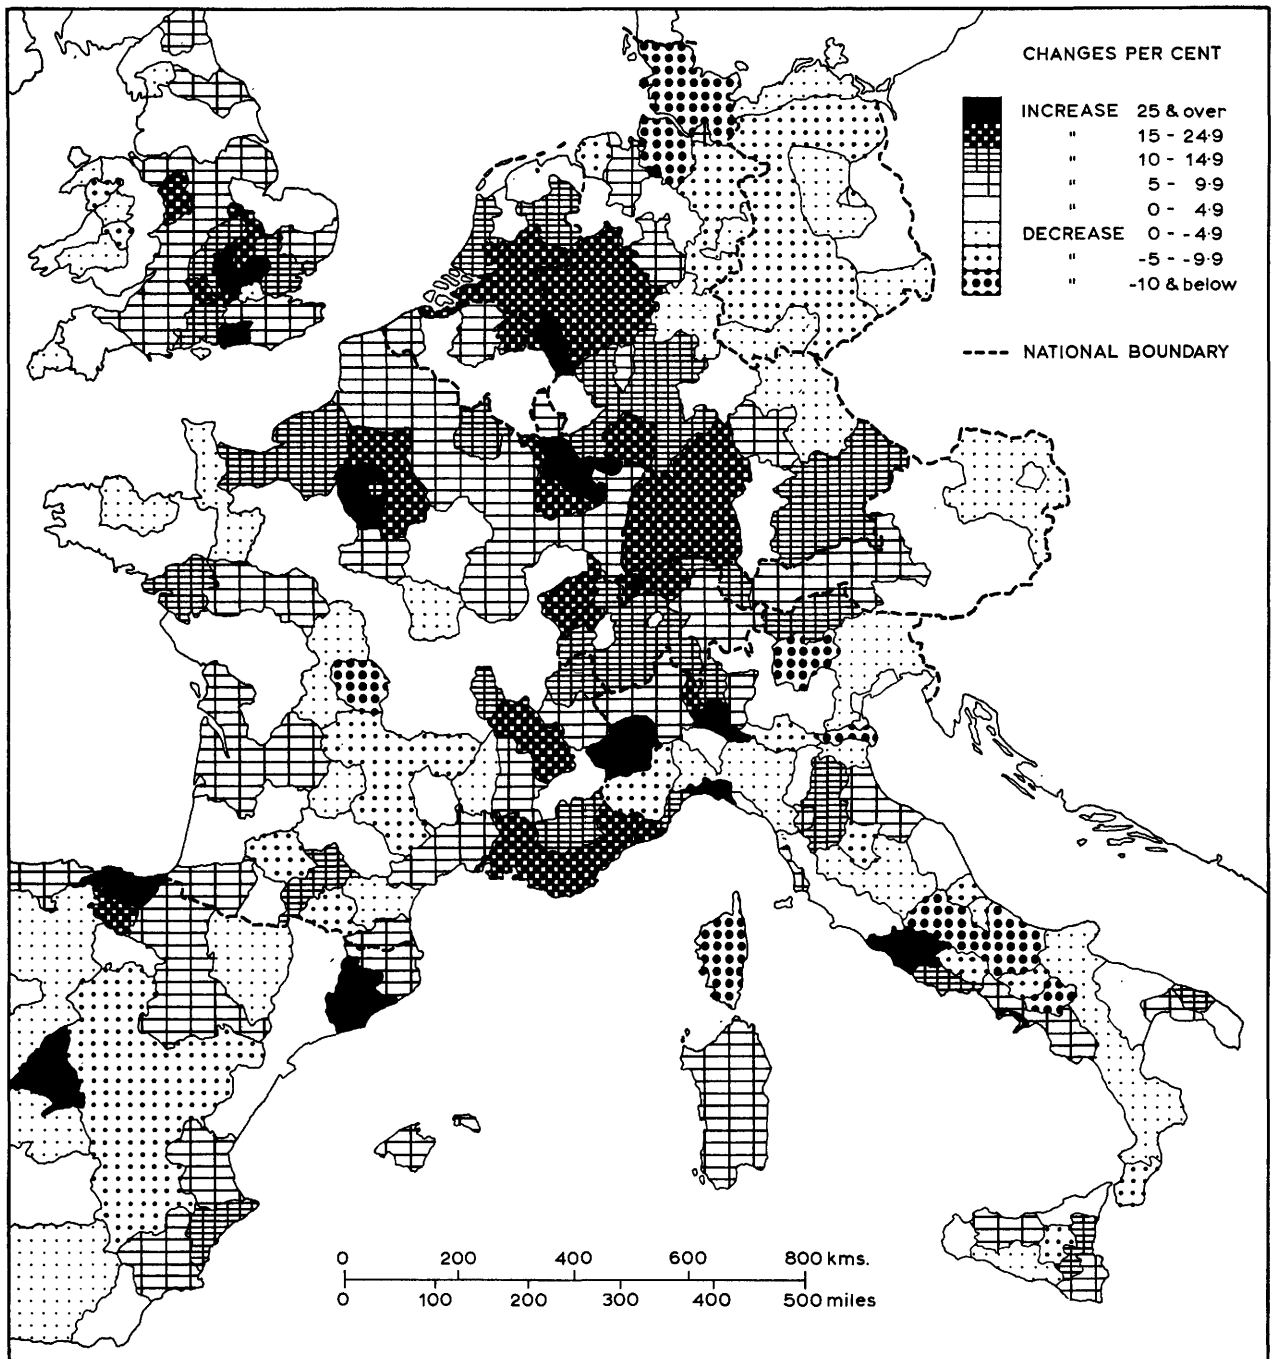 CHANGES PER CENT
INCREASE 25 & over
" 15 - 24·9
" 10 - 14·9
" 5 - 9·9
" 0 - 4·9
DECREASE 0 - -4·9
" -5 - -9·9
" -10 & below
NATIONAL BOUNDARY
0 200 400 600 800 kms.
0 100 200 300 400 500 miles